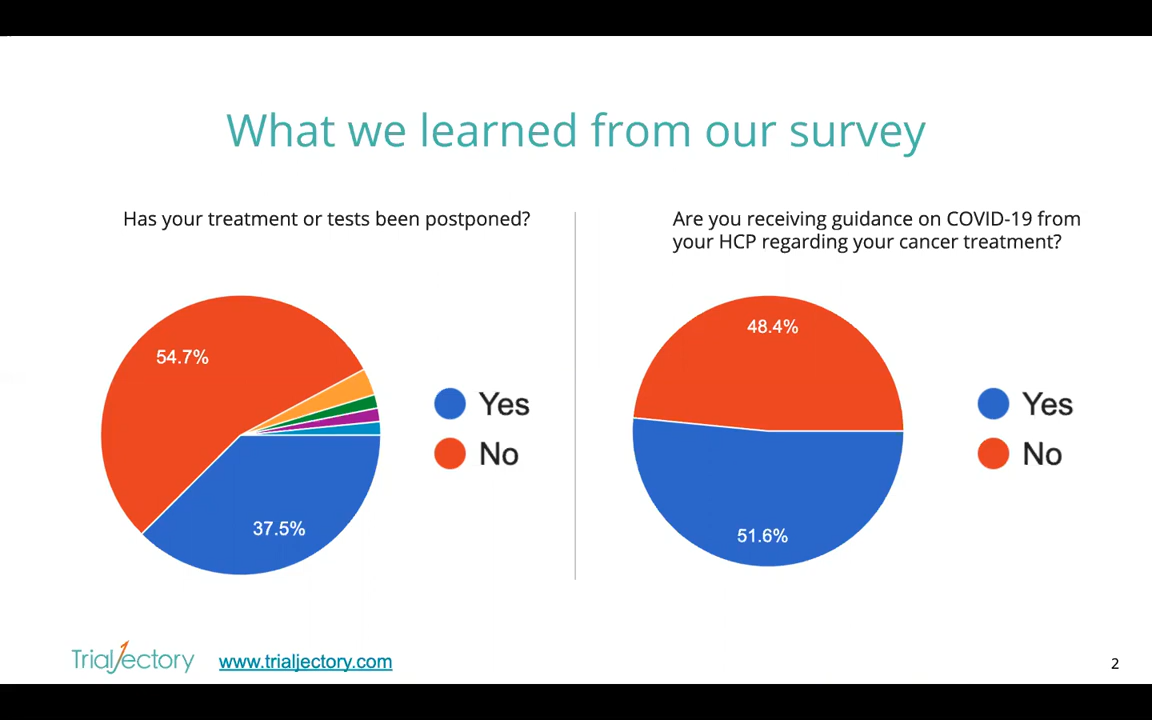 What we learned from our survey
Has your treatment or tests been postponed?
54.7%
37.5%
Yes
No
Are you receiving guidance on COVID-19 from
your HCP regarding your cancer treatment?
48.4%
51.6%
Yes
No
Trialjectory
www.trialjectory.com
2